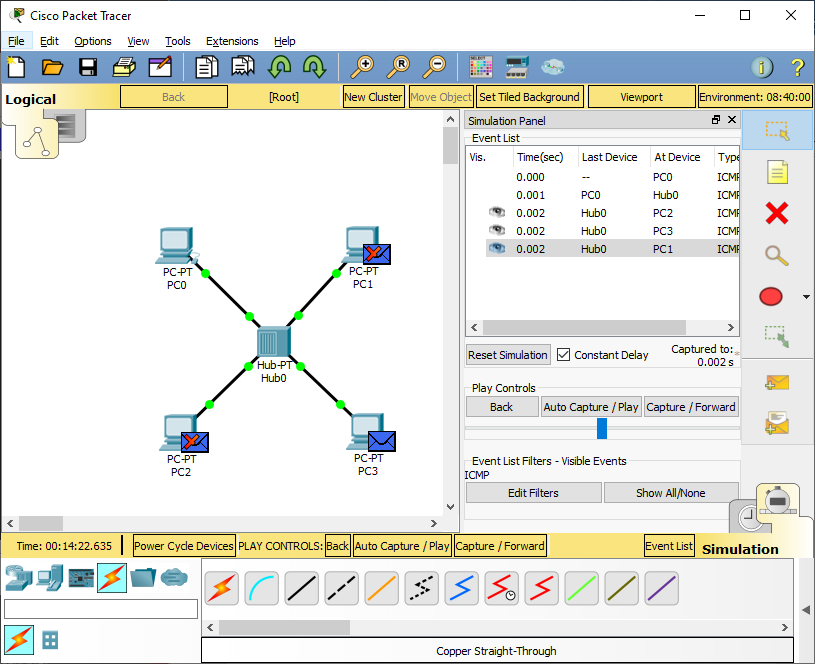 Cisco Packet Tracer
File Edit Options View Tools Extensions Help
Logical Back [Root] New Cluster Move Object Set Tiled Background Viewport Environment: 08:40:00
Simulation Panel
Event List
Vis. Time(sec) Last Device At Device Type
0.000 -- PC0 ICMP
0.001 PC0 Hub0 ICMP
0.002 Hub0 PC2 ICMP
0.002 Hub0 PC3 ICMP
0.002 Hub0 PC1 ICMP
PC-PT
PC0
PC-PT
PC1
Hub-PT
Hub0
PC-PT
PC2
PC-PT
PC3
Reset Simulation Constant Delay Captured to:
0.002 s
Play Controls
Back Auto Capture / Play Capture / Forward
Event List Filters - Visible Events
ICMP
Edit Filters Show All/None
Time: 00:14:22.635 Power Cycle Devices PLAY CONTROLS: Back Auto Capture / Play Capture / Forward Event List Simulation
Copper Straight-Through